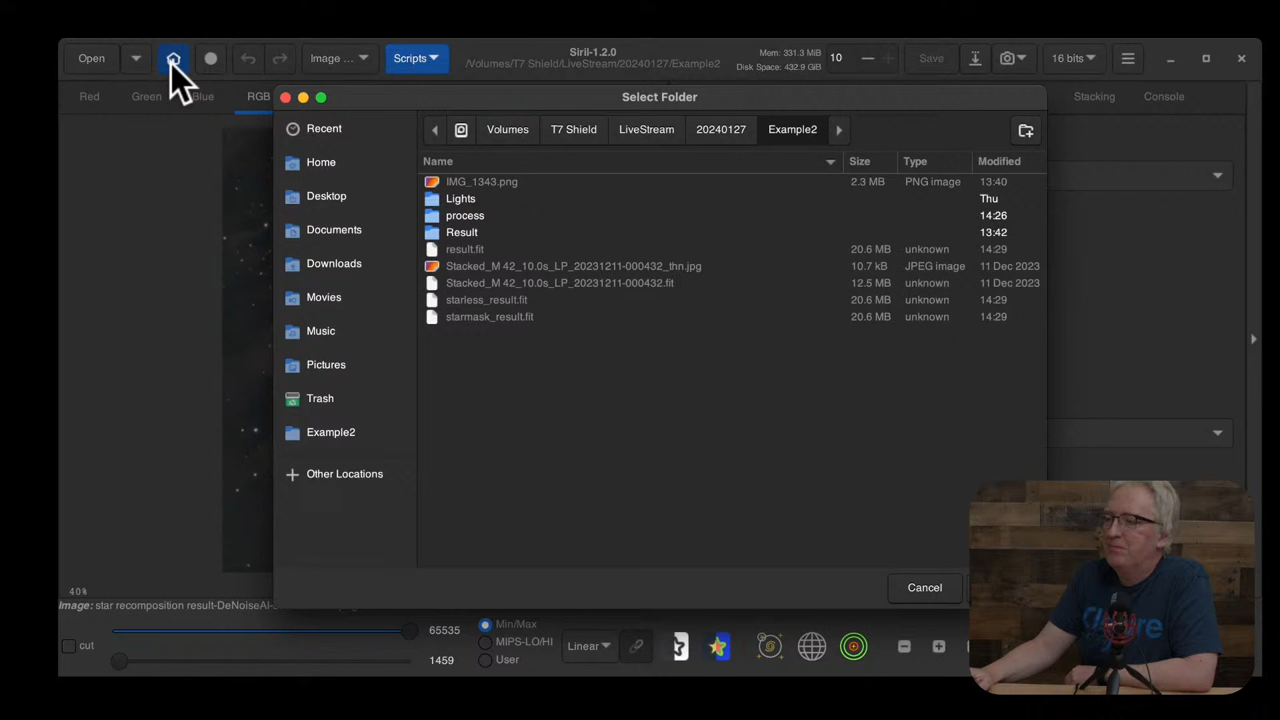 Open
Image ...
Scripts
Siril-1.2.0
/Volumes/T7 Shield/LiveStream/20240127/Example2
Mem: 331.3 MiB
Disk Space: 432.9 GiB
10
Save
16 bits
Red
Green
Blue
RGB
Stacking
Console
Select Folder
Recent
Home
Desktop
Documents
Downloads
Movies
Music
Pictures
Trash
Example2
Other Locations
Volumes
T7 Shield
LiveStream
20240127
Example2
Name Size Type Modified
IMG_1343.png 2.3 MB PNG image 13:40
Lights Thu
process 14:26
Result 13:42
result.fit 20.6 MB unknown 14:29
Stacked_M 42_10.0s_LP_20231211-000432_thn.jpg 10.7 kB JPEG image 11 Dec 2023
Stacked_M 42_10.0s_LP_20231211-000432.fit 12.5 MB unknown 11 Dec 2023
starless_result.fit 20.6 MB unknown 14:29
starmask_result.fit 20.6 MB unknown 14:29
Cancel
40%
Image: star recomposition result-DeNoiseAI-
cut
65535
1459
Min/Max
MIPS-LO/HI
User
Linear